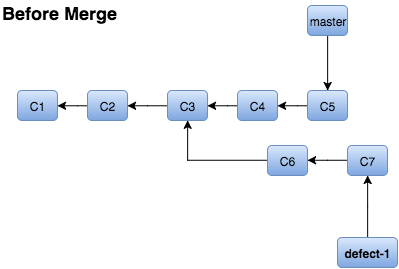 Before Merge
master
C1
C2
C3
C4
C5
C6
C7
defect-1